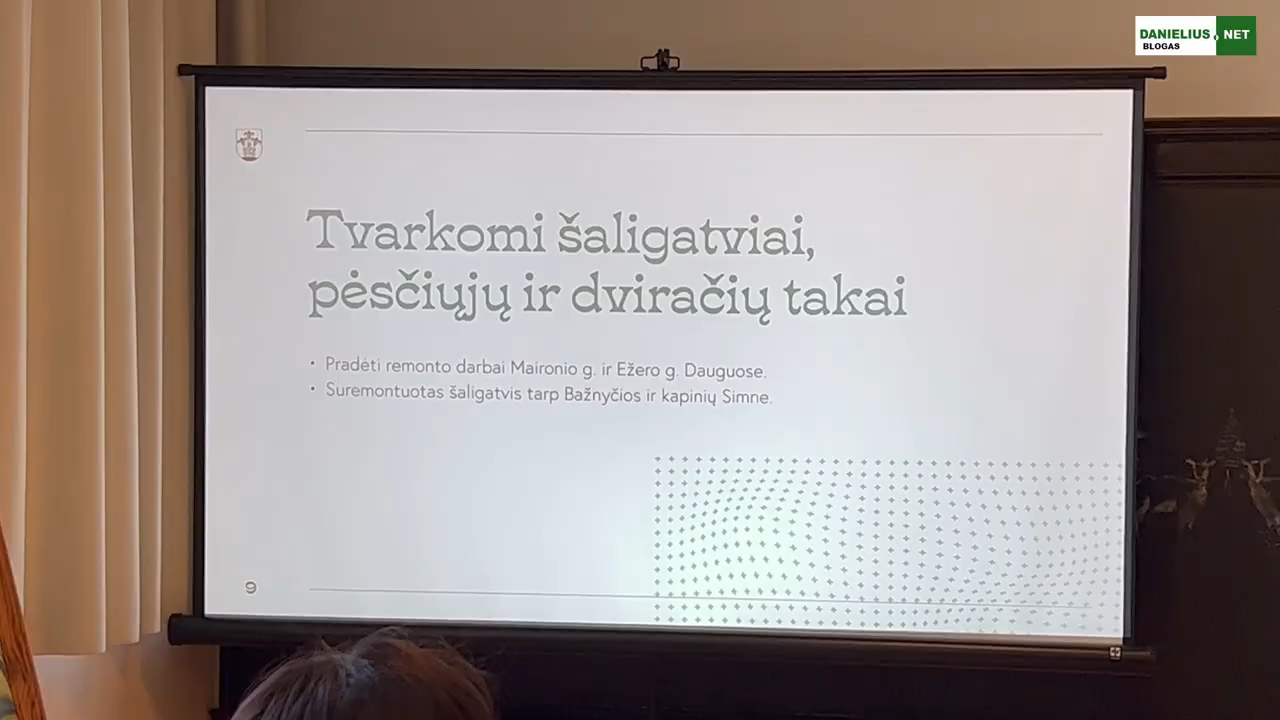 DANIELIUS.NET
BLOGAS
Tvarkomi šaligatviai,
pėsčiųjų ir dviračių takai
• Pradėti remonto darbai Maironio g. ir Ežero g. Dauguose.
• Suremontuotas šaligatvis tarp Bažnyčios ir kapinių Simne.
9